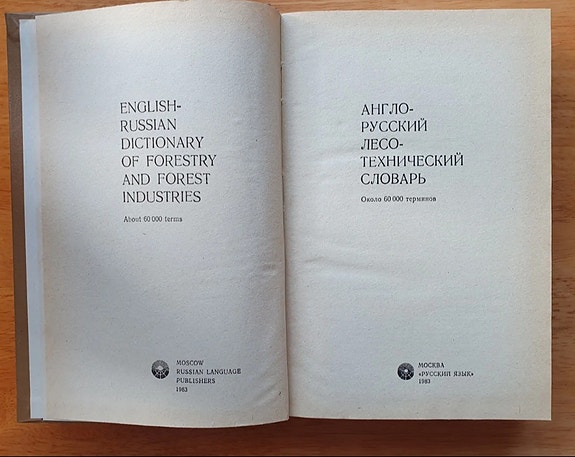 ENGLISH-
RUSSIAN
DICTIONARY
OF FORESTRY
AND FOREST
INDUSTRIES
About 60 000 terms
MOSCOW
RUSSIAN LANGUAGE
PUBLISHERS
1983
АНГЛО-
РУССКИЙ
ЛЕСО-
ТЕХНИЧЕСКИЙ
СЛОВАРЬ
Около 60 000 терминов
МОСКВА
«РУССКИЙ ЯЗЫК»
1983